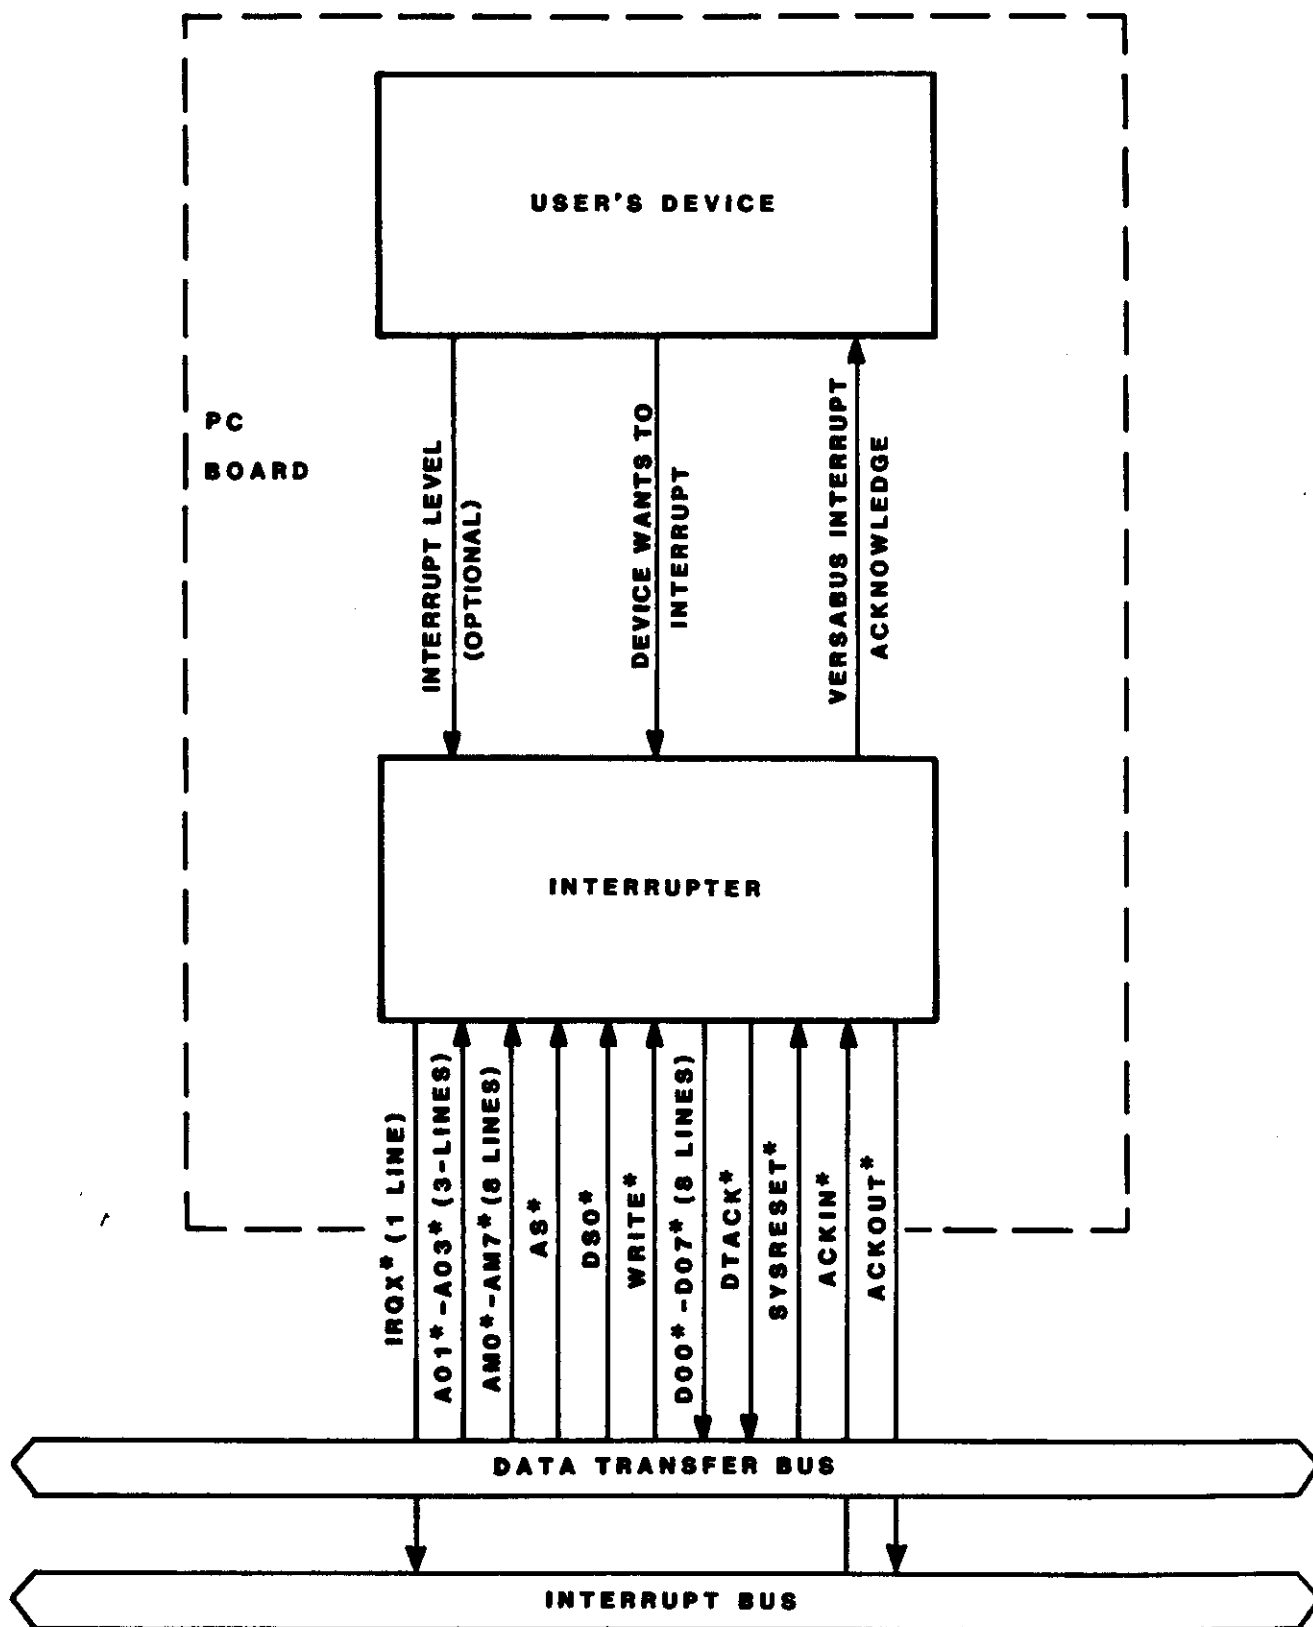 USER'S DEVICE
PC
BOARD
INTERRUPT LEVEL
(OPTIONAL)
DEVICE WANTS TO
INTERRUPT
VERSABUS INTERRUPT
ACKNOWLEDGE
INTERRUPTER
IRQX* (1 LINE)
A01*-A03* (3-LINES)
AM0*-AM7* (8 LINES)
AS*
DS0*
WRITE*
D00*-D07* (8 LINES)
DTACK*
SYSRESET*
ACKIN*
ACKOUT*
DATA TRANSFER BUS
INTERRUPT BUS